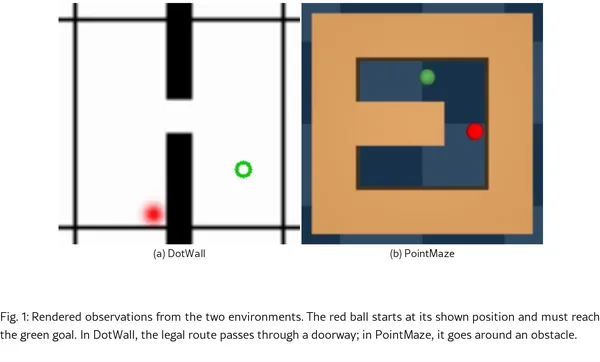 (a) DotWall
(b) PointMaze
Fig. 1: Rendered observations from the two environments. The red ball starts at its shown position and must reach
the green goal. In DotWall, the legal route passes through a doorway; in PointMaze, it goes around an obstacle.